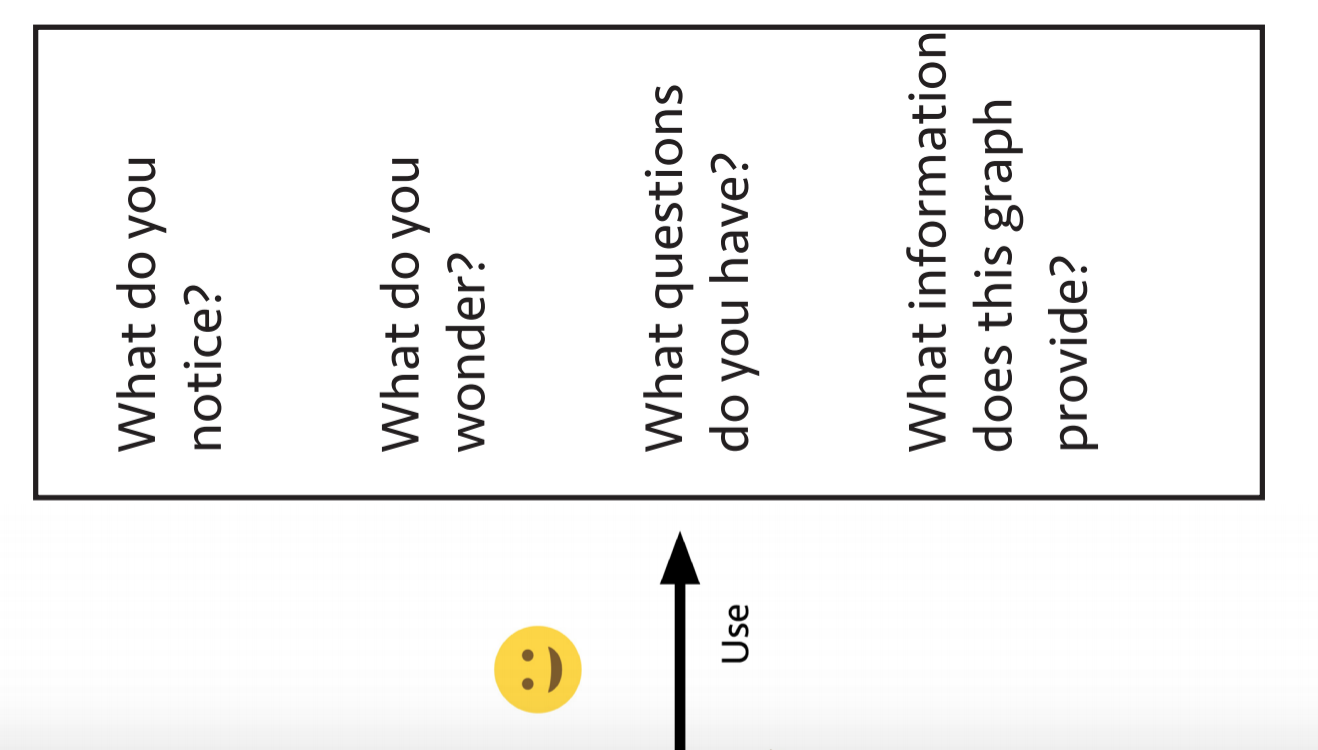 What do you
notice?
What do you
wonder?
What questions
do you have?
What information
does this graph
provide?
Use